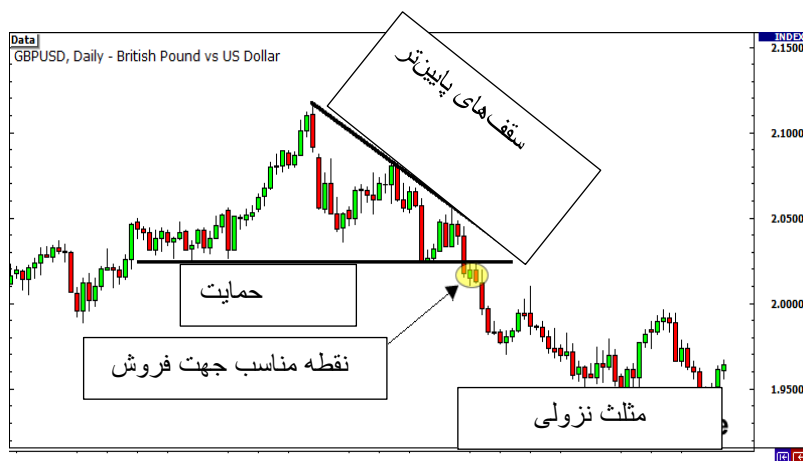 Data
INDEX
GBPUSD, Daily - British Pound vs US Dollar
2.1500
سقف‌های پایین‌تر
2.1000
2.0500
حمایت
2.0000
نقطه مناسب جهت فروش
1.9500
مثلث نزولی
e